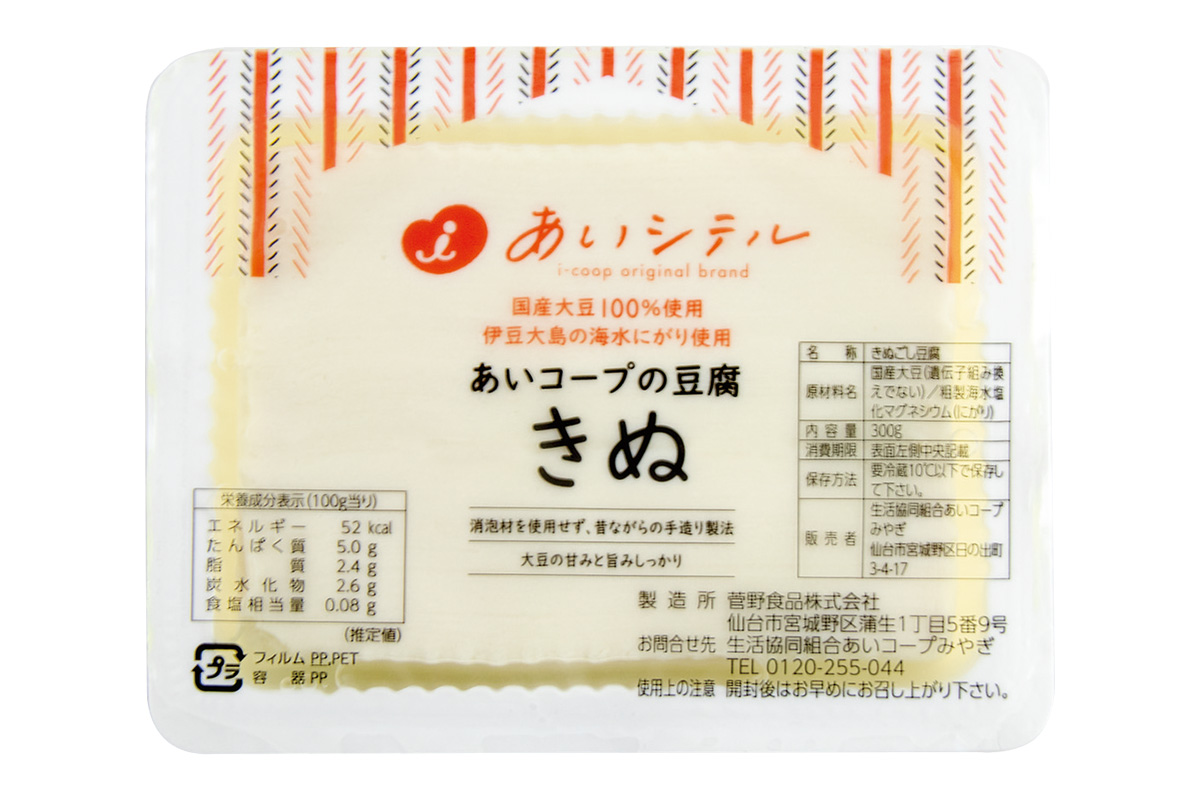 i あいシテル
i-coop original brand
国産大豆100%使用
伊豆大島の海水にがり使用
あいコープの豆腐
きぬ
消泡材を使用せず、昔ながらの手造り製法
大豆の甘みと旨みしっかり
栄養成分表示(100g当り)
エネルギー 52 kcal
たんぱく質 5.0 g
脂質 2.4 g
炭水化物 2.6 g
食塩相当量 0.08 g
(推定値)
プラ
フィルム PP,PET
容器 PP
名称 きぬごし豆腐
原材料名 国産大豆(遺伝子組み換
えでない)/粗製海水塩
化マグネシウム(にがり)
内容量 300g
消費期限 表面左側中央記載
保存方法 要冷蔵10℃以下で保存し
て下さい。
販売者 生活協同組合あいコープ
みやぎ
仙台市宮城野区日の出町
3-4-17
製造所 菅野食品株式会社
仙台市宮城野区蒲生1丁目5番9号
お問合せ先 生活協同組合あいコープみやぎ
TEL 0120-255-044
使用上の注意 開封後はお早めにお召し上がり下さい。